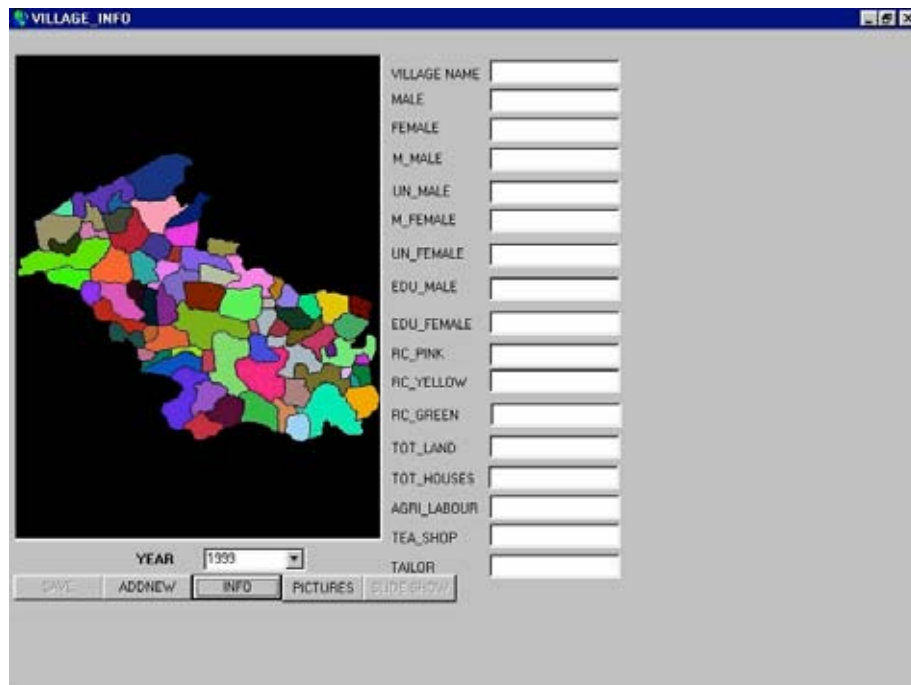 VILLAGE_INFO
VILLAGE NAME
MALE
FEMALE
M_MALE
UN_MALE
M_FEMALE
UN_FEMALE
EDU_MALE
EDU_FEMALE
RC_PINK
RC_YELLOW
RC_GREEN
TOT_LAND
TOT_HOUSES
AGRI_LABOUR
TEA_SHOP
TAILOR
YEAR 1999
SAVE ADDNEW INFO PICTURES SLIDE SHOW